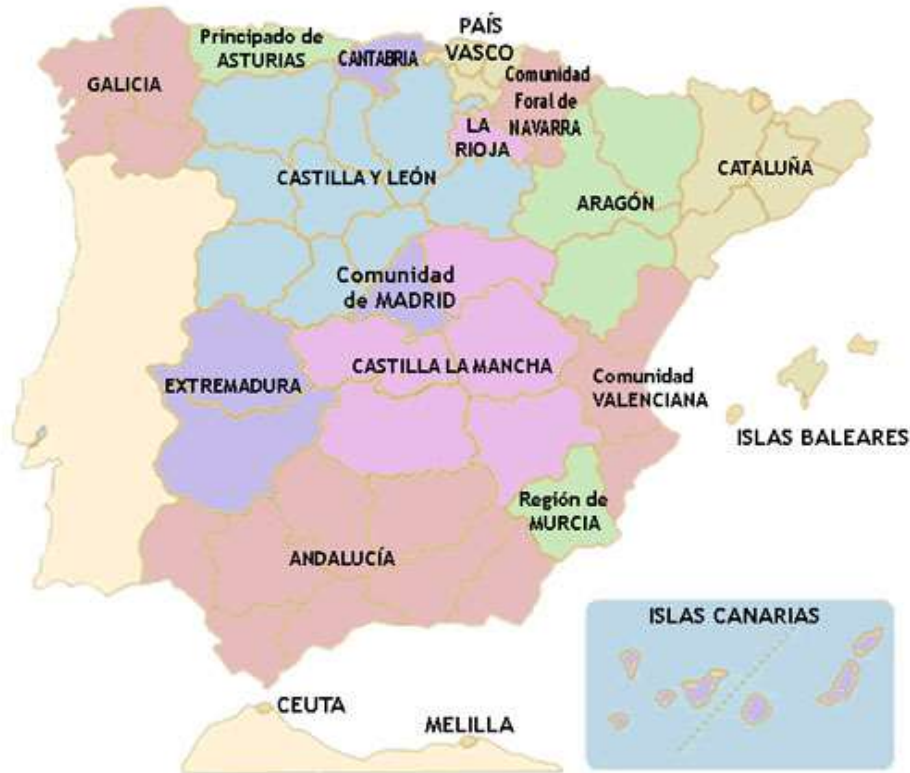 PAÍS
VASCO
Principado de
ASTURIAS
CANTABRIA
GALICIA
Comunidad
Foral de
NAVARRA
LA
RIOJA
CASTILLA Y LEÓN
CATALUÑA
ARAGÓN
Comunidad
de MADRID
EXTREMADURA
CASTILLA LA MANCHA
Comunidad
VALENCIANA
ISLAS BALEARES
Región de
MURCIA
ANDALUCÍA
ISLAS CANARIAS
CEUTA
MELILLA